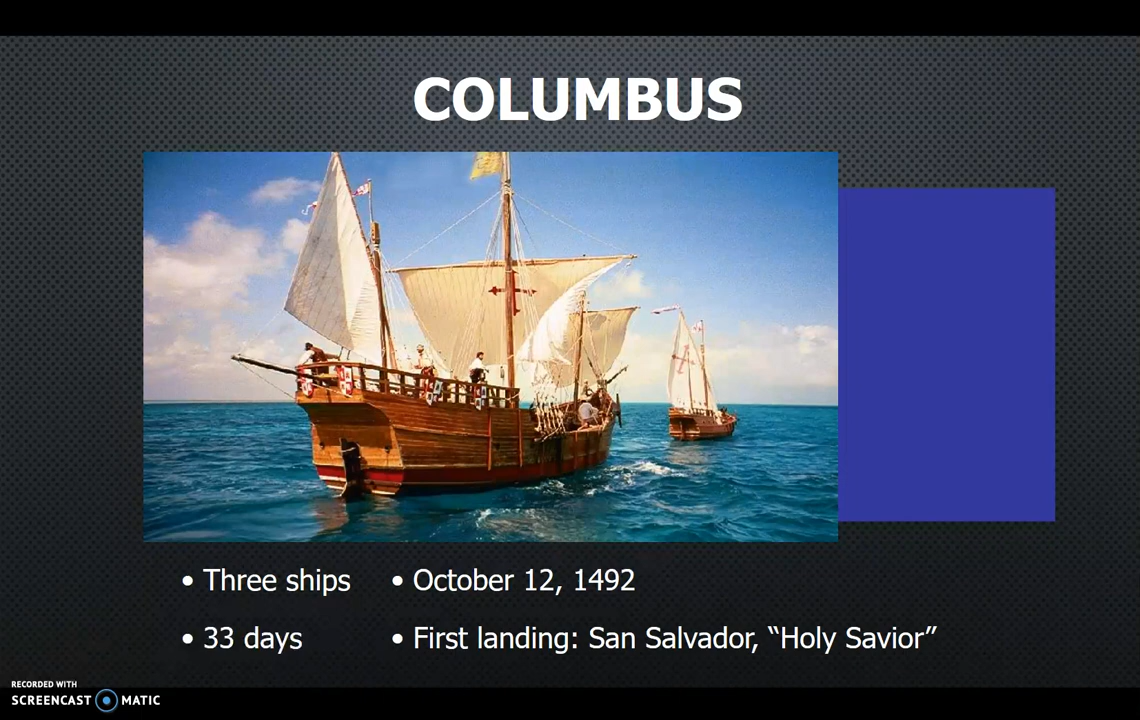 COLUMBUS
• Three ships
• October 12, 1492
• 33 days
• First landing: San Salvador, “Holy Savior”
RECORDED WITH
SCREENCAST MATIC